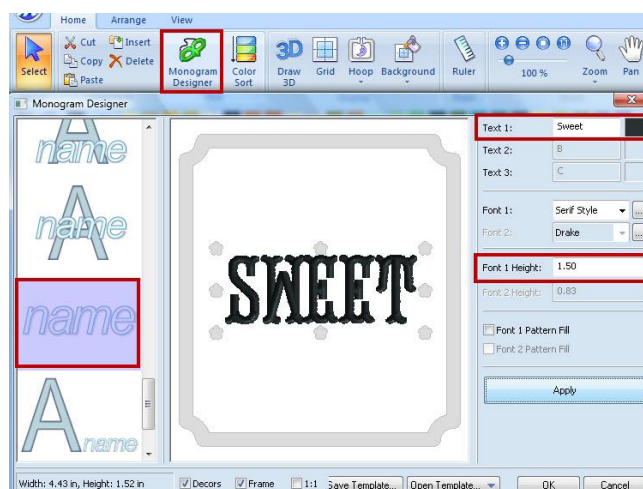 Home Arrange View
Cut Insert
Copy Delete
Paste
Select
Monogram Designer
Color Sort
3D
Draw 3D
Grid
Hoop
Background
Ruler
100 %
Zoom
Pan
Monogram Designer
A
name
A
name
name
A
name
SWEET
Text 1: Sweet
Text 2: B
Text 3: C
Font 1: Serif Style ...
Font 2: Drake ...
Font 1 Height: 1.50
Font 2 Height: 0.83
Font 1 Pattern Fill
Font 2 Pattern Fill
Apply
Width: 4.43 in, Height: 1.52 in Decors Frame 1:1 Save Template... Open Template... OK Cancel